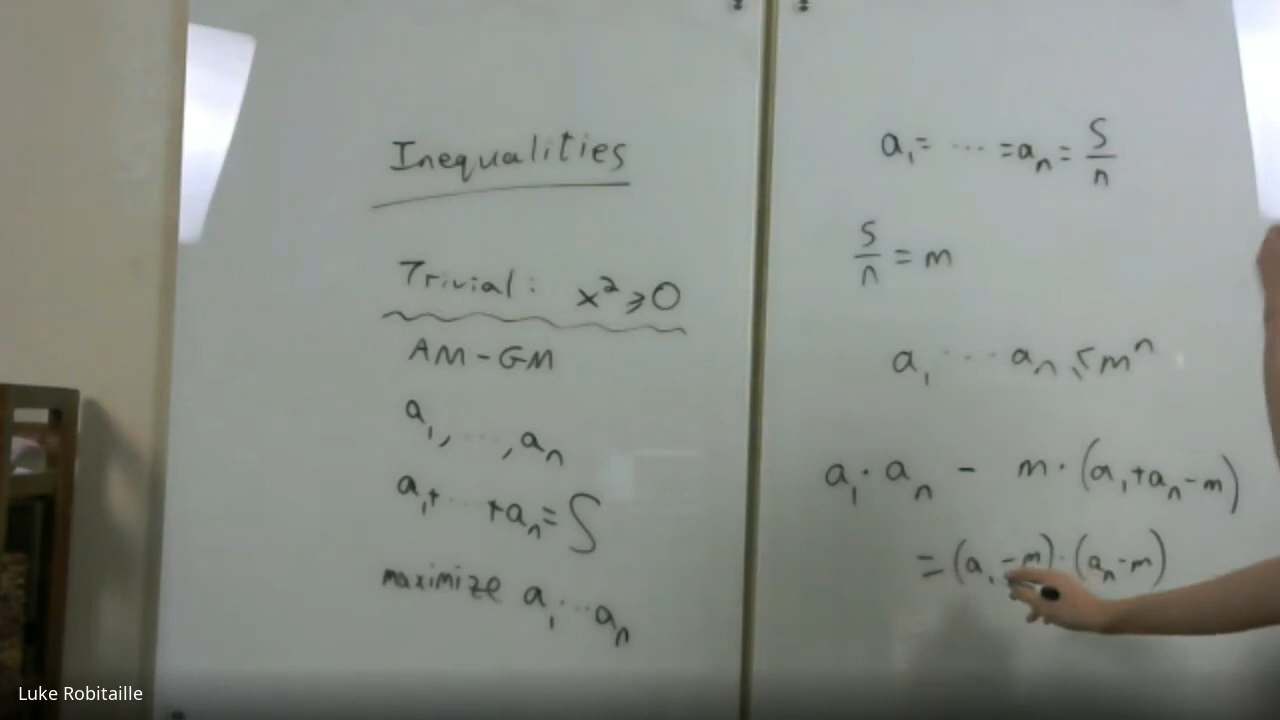 Inequalities
Trivial: x² ≥ 0
AM-GM
a₁, ..., aₙ
a₁+ ... +aₙ= S
maximize a₁...aₙ
a₁= ... =aₙ= S/n
S/n = m
a₁ ... aₙ ≤ mⁿ
a₁·aₙ - m·(a₁+aₙ-m)
=(a₁-m)·(aₙ-m)
Luke Robitaille